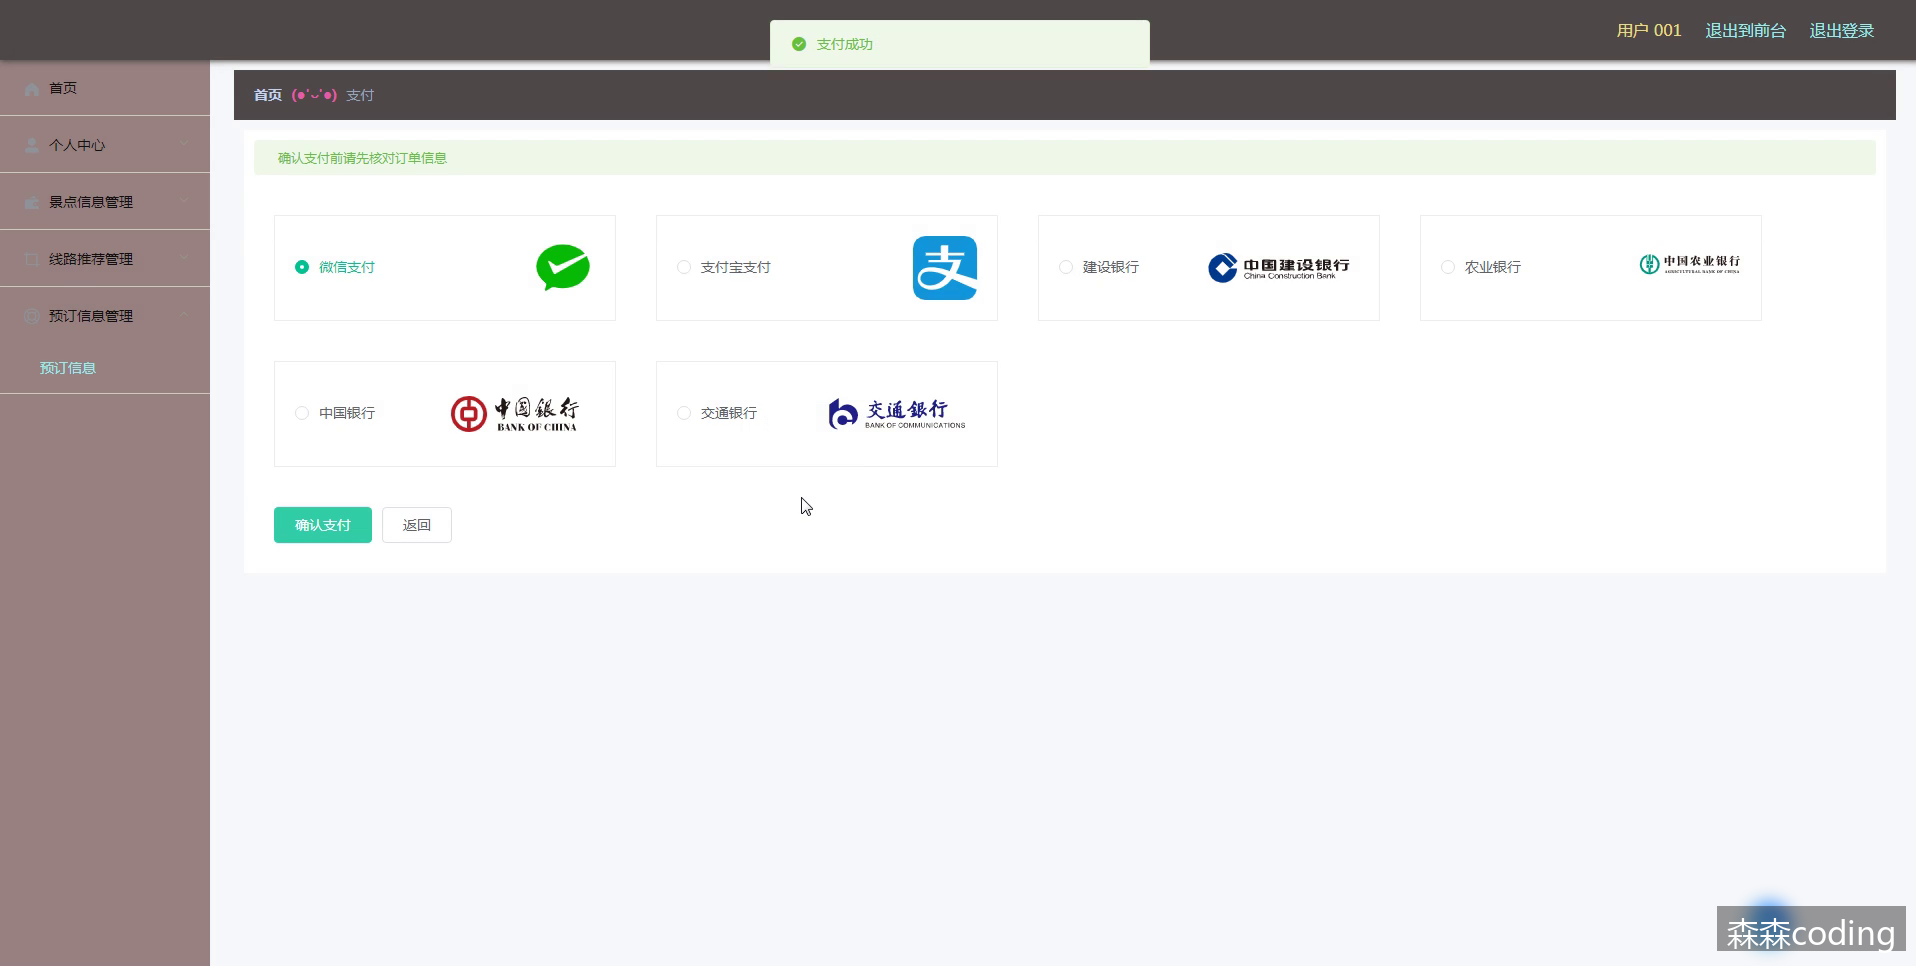 支付成功
用户 001 退出到前台 退出登录
首页
个人中心
景点信息管理
线路推荐管理
预订信息管理
预订信息
首页 (●'◡'●) 支付
确认支付前请先核对订单信息
微信支付
支付宝支付
支
建设银行
中国建设银行
China Construction Bank
农业银行
中国农业银行
AGRICULTURAL BANK OF CHINA
中国银行
中国银行
BANK OF CHINA
交通银行
交通银行
BANK OF COMMUNICATIONS
确认支付
返回
森森coding